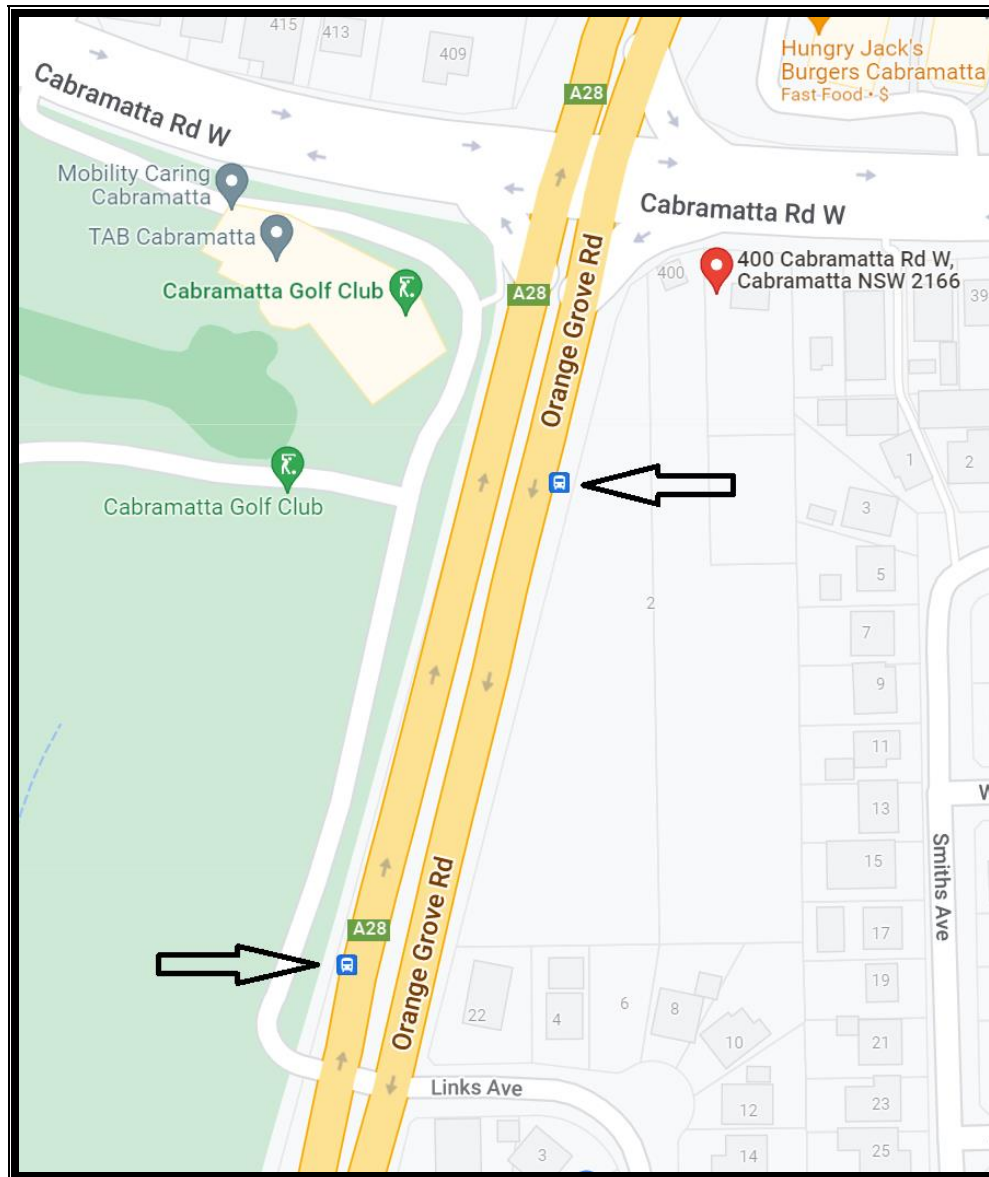 415
413
409
A28
Hungry Jack's
Burgers Cabramatta
Fast Food • $
Cabramatta Rd W
Mobility Caring
Cabramatta
TAB Cabramatta
Cabramatta Golf Club
A28
Orange Grove Rd
Cabramatta Rd W
400
400 Cabramatta Rd W,
Cabramatta NSW 2166
39
Cabramatta Golf Club
1
2
3
5
2
7
9
11
13
W
15
Smiths Ave
A28
17
Orange Grove Rd
19
22
4
6
8
10
21
Links Ave
12
23
3
14
25